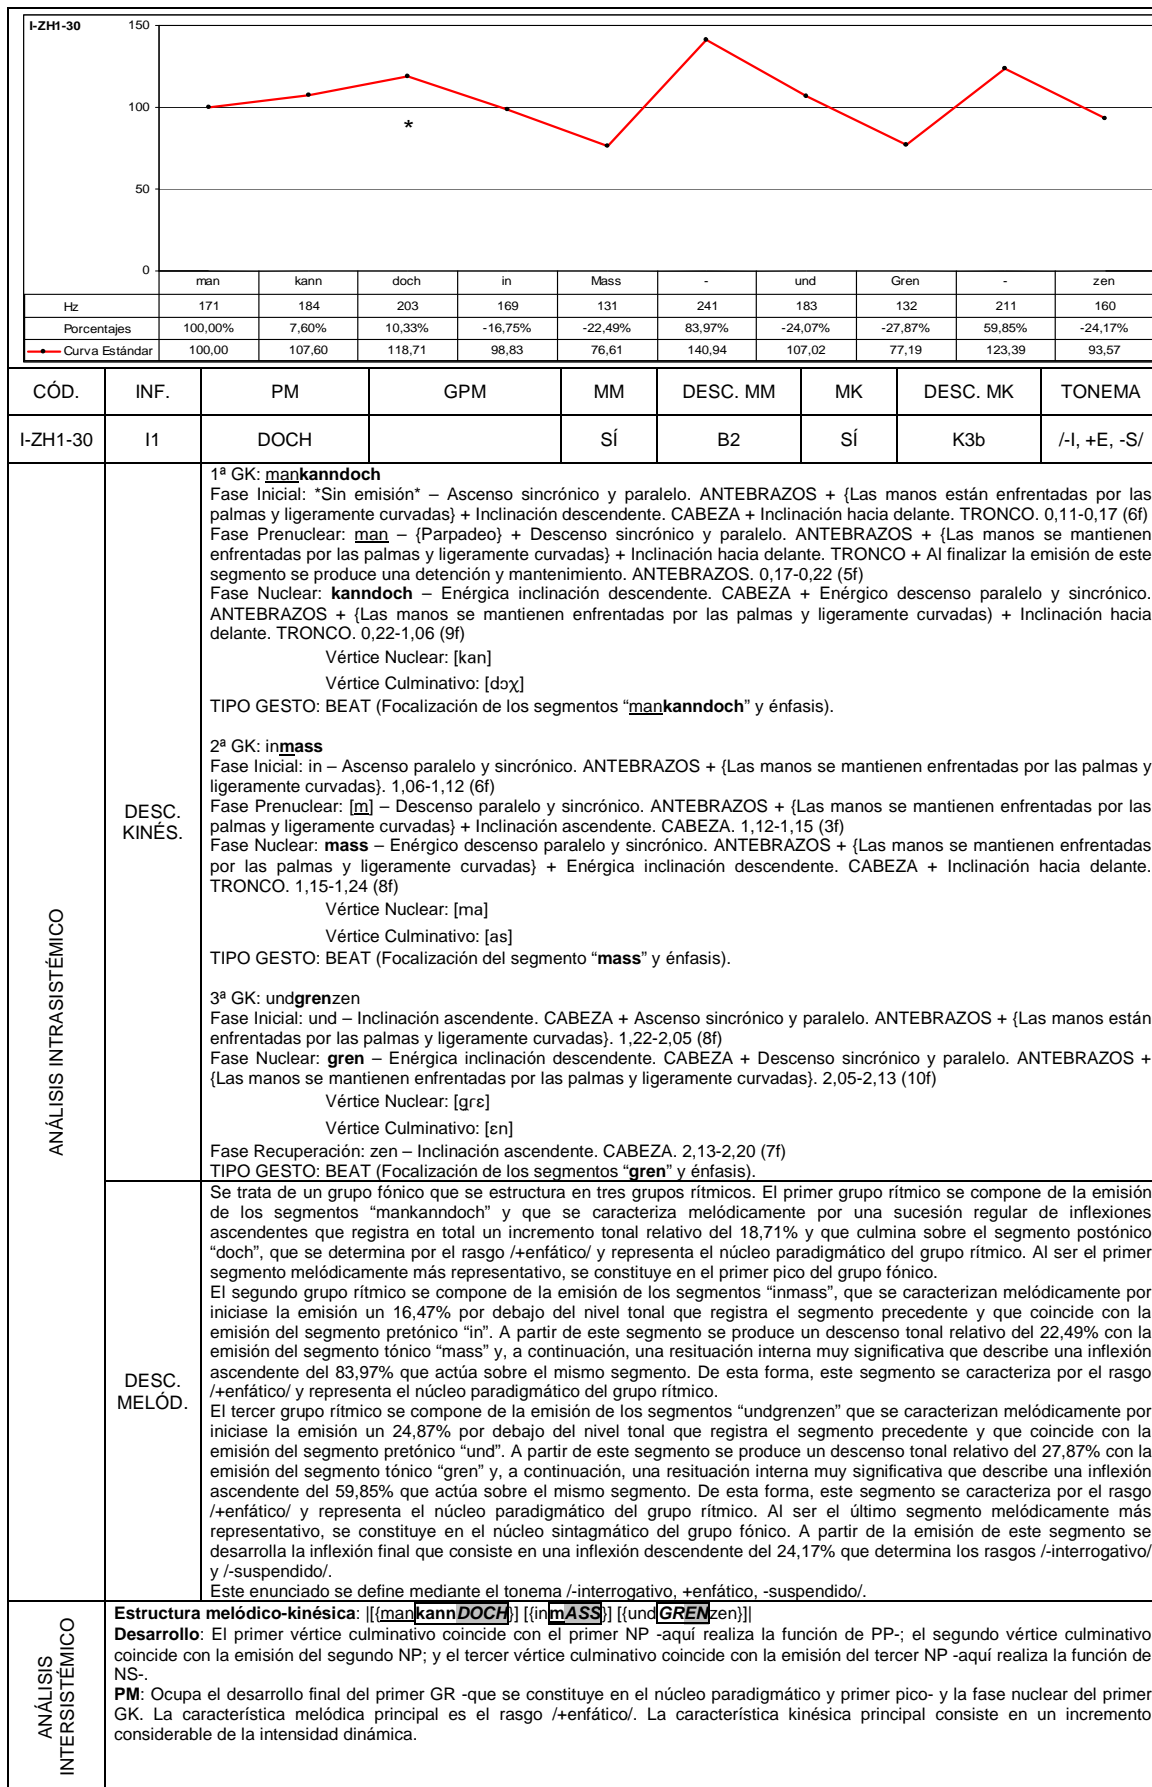 I-ZH1-30
150
100
*
50
0
man kann doch in Mass - und Gren - zen
Hz 171 184 203 169 131 241 183 132 211 160
Porcentajes 100,00% 7,60% 10,33% -16,75% -22,49% 83,97% -24,07% -27,87% 59,85% -24,17%
Curva Estándar 100,00 107,60 118,71 98,83 76,61 140,94 107,02 77,19 123,39 93,57
CÓD. INF. PM GPM MM DESC. MM MK DESC. MK TONEMA
I-ZH1-30 I1 DOCH SÍ B2 SÍ K3b /-I, +E, -S/
ANÁLISIS INTRASISTÉMICO
DESC.
KINÉS.
1ª GK: mankanndoch
Fase Inicial: *Sin emisión* – Ascenso sincrónico y paralelo. ANTEBRAZOS + {Las manos están enfrentadas por las
palmas y ligeramente curvadas} + Inclinación descendente. CABEZA + Inclinación hacia delante. TRONCO. 0,11-0,17 (6f)
Fase Prenuclear: man – {Parpadeo} + Descenso sincrónico y paralelo. ANTEBRAZOS + {Las manos se mantienen
enfrentadas por las palmas y ligeramente curvadas} + Inclinación hacia delante. TRONCO + Al finalizar la emisión de este
segmento se produce una detención y mantenimiento. ANTEBRAZOS. 0,17-0,22 (5f)
Fase Nuclear: kanndoch – Enérgica inclinación descendente. CABEZA + Enérgico descenso paralelo y sincrónico.
ANTEBRAZOS + {Las manos se mantienen enfrentadas por las palmas y ligeramente curvadas) + Inclinación hacia
delante. TRONCO. 0,22-1,06 (9f)
Vértice Nuclear: [kan]
Vértice Culminativo: [dɔχ]
TIPO GESTO: BEAT (Focalización de los segmentos “mankanndoch” y énfasis).
2ª GK: inmass
Fase Inicial: in – Ascenso paralelo y sincrónico. ANTEBRAZOS + {Las manos se mantienen enfrentadas por las palmas y
ligeramente curvadas}. 1,06-1,12 (6f)
Fase Prenuclear: [m] – Descenso paralelo y sincrónico. ANTEBRAZOS + {Las manos se mantienen enfrentadas por las
palmas y ligeramente curvadas} + Inclinación ascendente. CABEZA. 1,12-1,15 (3f)
Fase Nuclear: mass – Enérgico descenso paralelo y sincrónico. ANTEBRAZOS + {Las manos se mantienen enfrentadas
por las palmas y ligeramente curvadas} + Enérgica inclinación descendente. CABEZA + Inclinación hacia delante.
TRONCO. 1,15-1,24 (8f)
Vértice Nuclear: [ma]
Vértice Culminativo: [as]
TIPO GESTO: BEAT (Focalización del segmento “mass” y énfasis).
3ª GK: undgrenzen
Fase Inicial: und – Inclinación ascendente. CABEZA + Ascenso sincrónico y paralelo. ANTEBRAZOS + {Las manos están
enfrentadas por las palmas y ligeramente curvadas}. 1,22-2,05 (8f)
Fase Nuclear: gren – Enérgica inclinación descendente. CABEZA + Descenso sincrónico y paralelo. ANTEBRAZOS +
{Las manos se mantienen enfrentadas por las palmas y ligeramente curvadas}. 2,05-2,13 (10f)
Vértice Nuclear: [gɾɛ]
Vértice Culminativo: [ɛn]
Fase Recuperación: zen – Inclinación ascendente. CABEZA. 2,13-2,20 (7f)
TIPO GESTO: BEAT (Focalización de los segmentos “gren” y énfasis).
DESC.
MELÓD.
Se trata de un grupo fónico que se estructura en tres grupos rítmicos. El primer grupo rítmico se compone de la emisión
de los segmentos “mankanndoch” y que se caracteriza melódicamente por una sucesión regular de inflexiones
ascendentes que registra en total un incremento tonal relativo del 18,71% y que culmina sobre el segmento postónico
“doch”, que se determina por el rasgo /+enfático/ y representa el núcleo paradigmático del grupo rítmico. Al ser el primer
segmento melódicamente más representativo, se constituye en el primer pico del grupo fónico.
El segundo grupo rítmico se compone de la emisión de los segmentos “inmass”, que se caracterizan melódicamente por
iniciase la emisión un 16,47% por debajo del nivel tonal que registra el segmento precedente y que coincide con la
emisión del segmento pretónico “in”. A partir de este segmento se produce un descenso tonal relativo del 22,49% con la
emisión del segmento tónico “mass” y, a continuación, una resituación interna muy significativa que describe una inflexión
ascendente del 83,97% que actúa sobre el mismo segmento. De esta forma, este segmento se caracteriza por el rasgo
/+enfático/ y representa el núcleo paradigmático del grupo rítmico.
El tercer grupo rítmico se compone de la emisión de los segmentos “undgrenzen” que se caracterizan melódicamente por
iniciase la emisión un 24,87% por debajo del nivel tonal que registra el segmento precedente y que coincide con la
emisión del segmento pretónico “und”. A partir de este segmento se produce un descenso tonal relativo del 27,87% con la
emisión del segmento tónico “gren” y, a continuación, una resituación interna muy significativa que describe una inflexión
ascendente del 59,85% que actúa sobre el mismo segmento. De esta forma, este segmento se caracteriza por el rasgo
/+enfático/ y representa el núcleo paradigmático del grupo rítmico. Al ser el último segmento melódicamente más
representativo, se constituye en el núcleo sintagmático del grupo fónico. A partir de la emisión de este segmento se
desarrolla la inflexión final que consiste en una inflexión descendente del 24,17% que determina los rasgos /-interrogativo/
y /-suspendido/.
Este enunciado se define mediante el tonema /-interrogativo, +enfático, -suspendido/.
ANÁLISIS
INTERSISTÉMICO
Estructura melódico-kinésica: |[{mankannDOCH}] [{inmASS}] [{undGRENzen}]|
Desarrollo: El primer vértice culminativo coincide con el primer NP -aquí realiza la función de PP-; el segundo vértice culminativo
coincide con la emisión del segundo NP; y el tercer vértice culminativo coincide con la emisión del tercer NP -aquí realiza la función de
NS-.
PM: Ocupa el desarrollo final del primer GR -que se constituye en el núcleo paradigmático y primer pico- y la fase nuclear del primer
GK. La característica melódica principal es el rasgo /+enfático/. La característica kinésica principal consiste en un incremento
considerable de la intensidad dinámica.